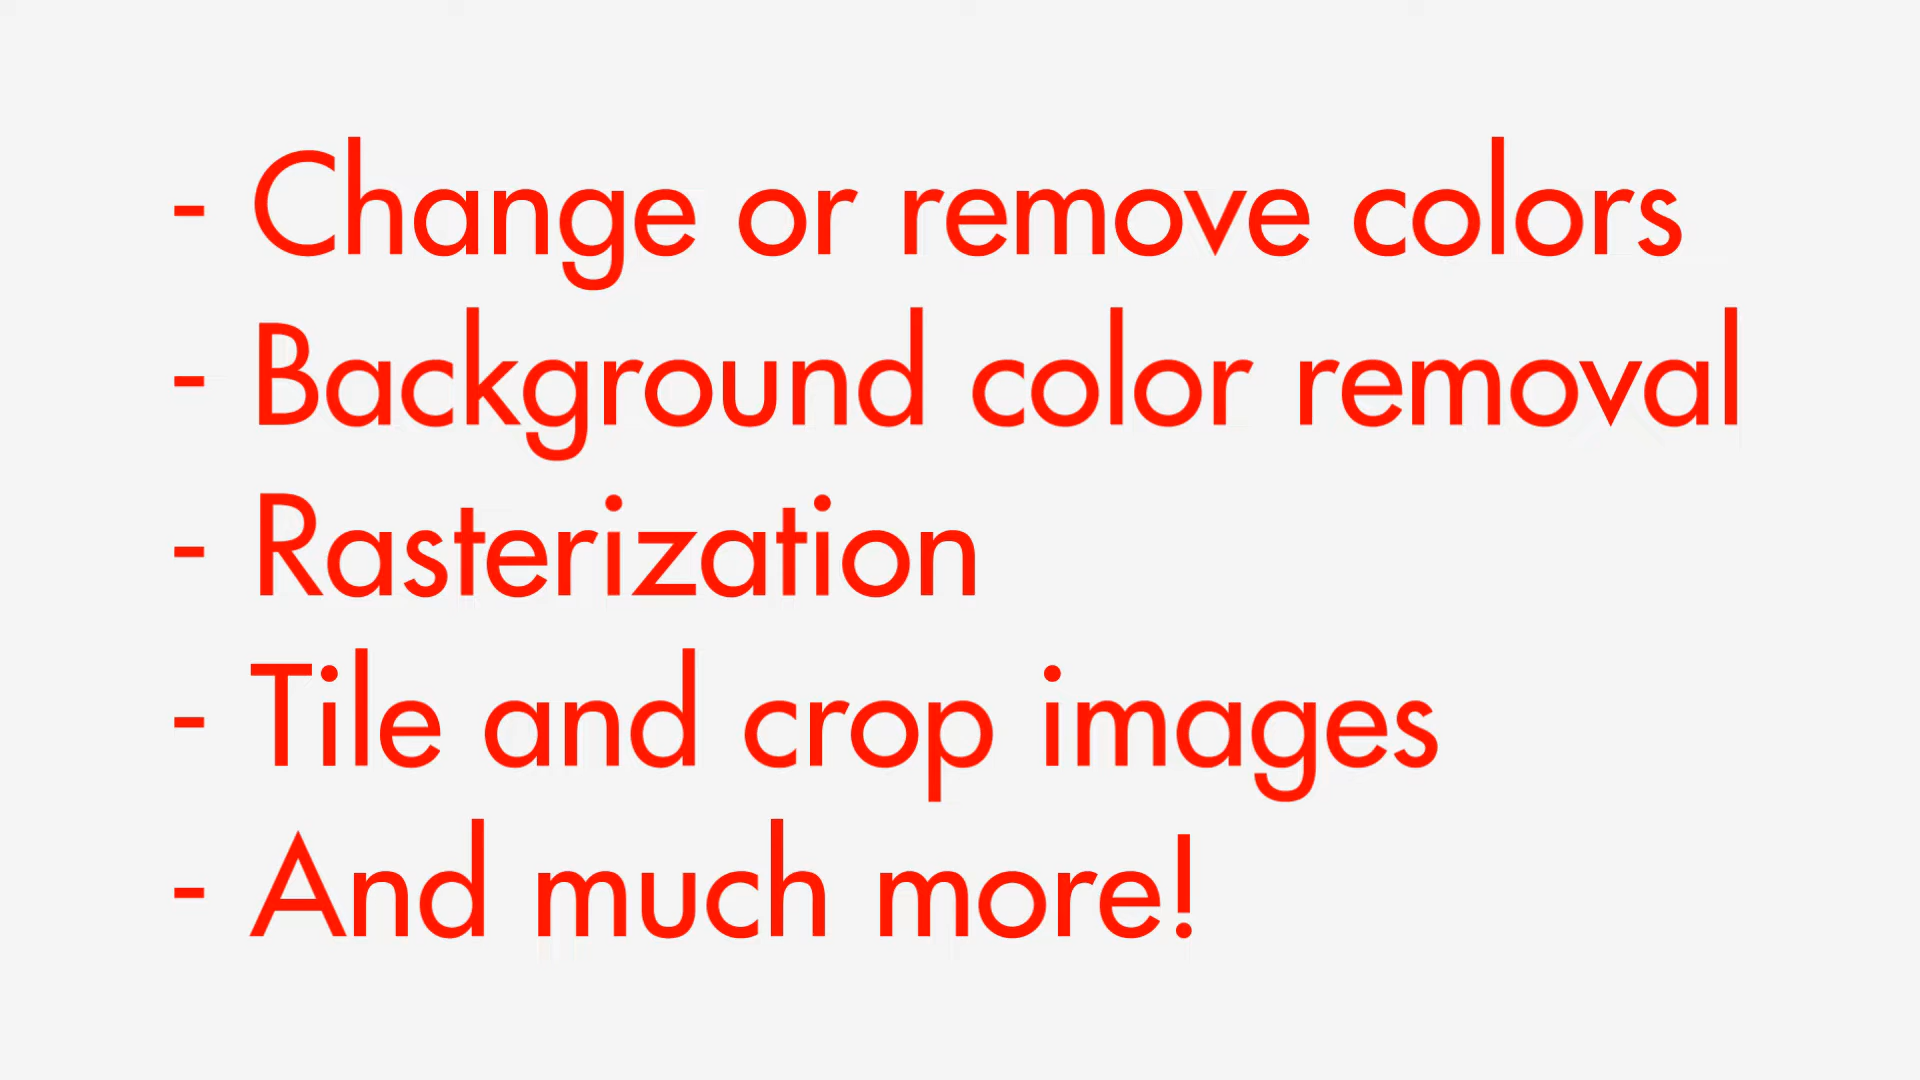 - Change or remove colors
- Background color removal
- Rasterization
- Tile and crop images
- And much more!